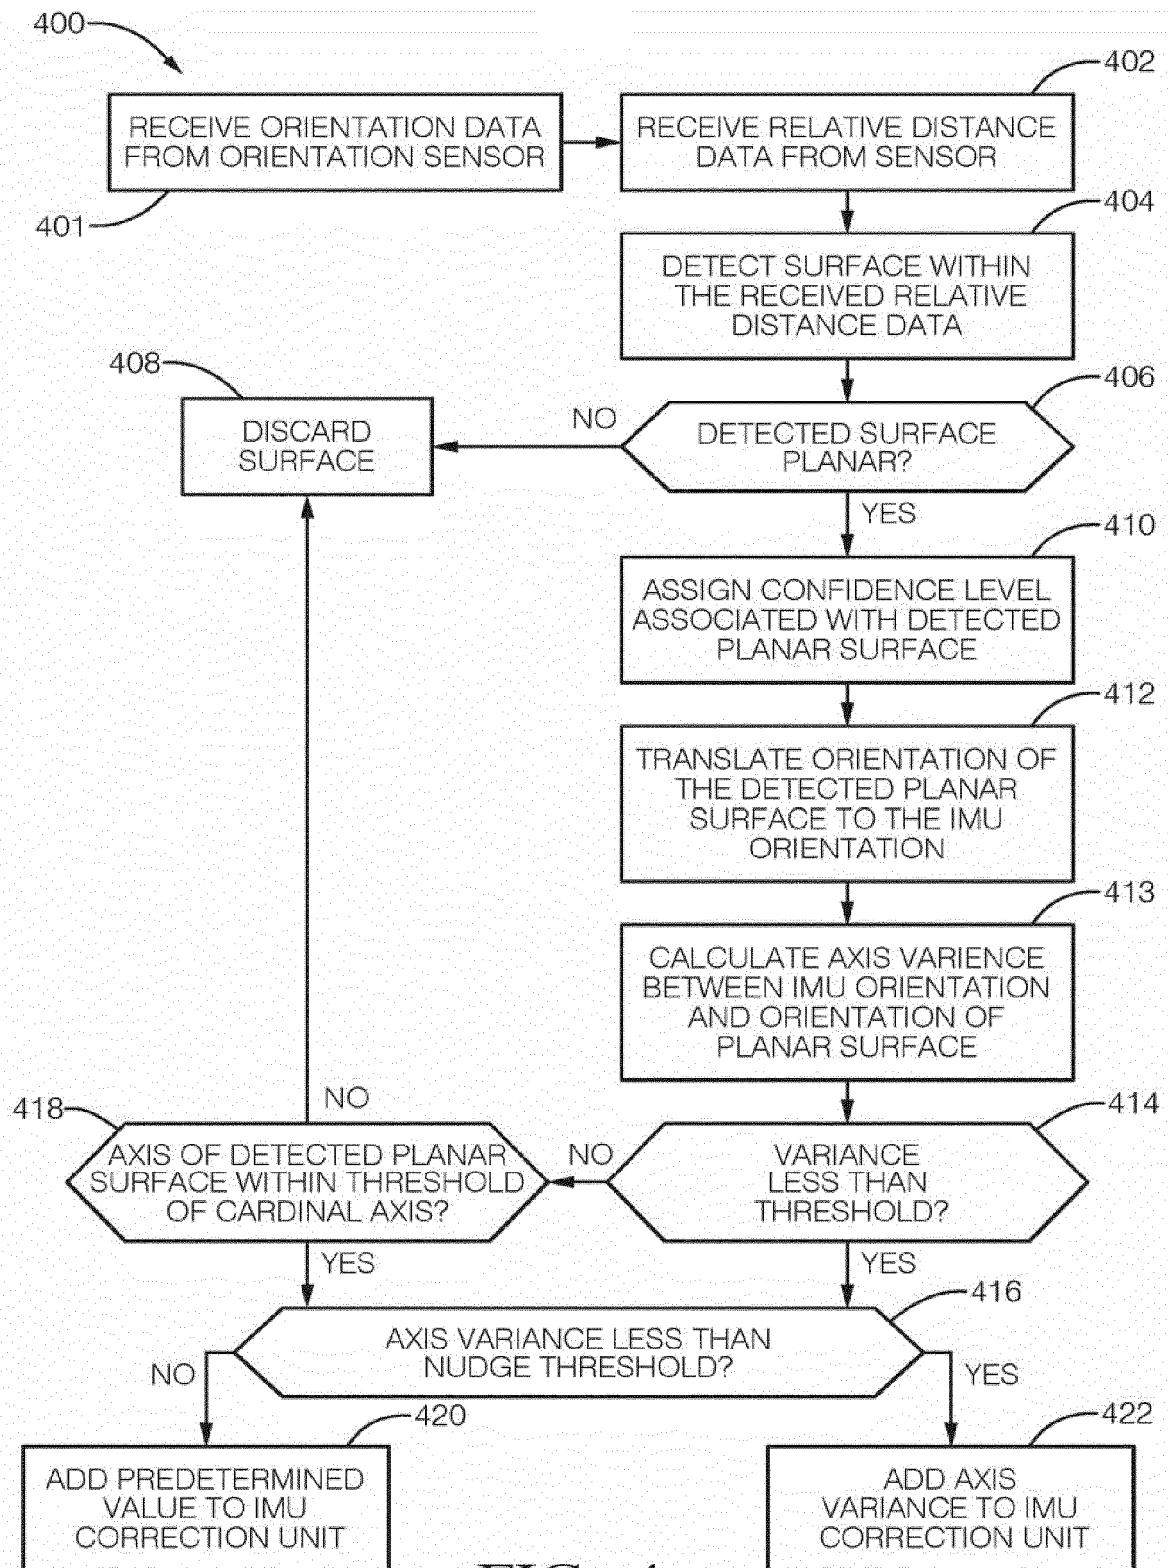 400
402
RECEIVE ORIENTATION DATA
FROM ORIENTATION SENSOR
RECEIVE RELATIVE DISTANCE
DATA FROM SENSOR
401
404
DETECT SURFACE WITHIN
THE RECEIVED RELATIVE
DISTANCE DATA
408
406
DISCARD
SURFACE
NO
DETECTED SURFACE
PLANAR?
YES
410
ASSIGN CONFIDENCE LEVEL
ASSOCIATED WITH DETECTED
PLANAR SURFACE
412
TRANSLATE ORIENTATION OF
THE DETECTED PLANAR
SURFACE TO THE IMU
ORIENTATION
413
CALCULATE AXIS VARIENCE
BETWEEN IMU ORIENTATION
AND ORIENTATION OF
PLANAR SURFACE
NO
418
414
AXIS OF DETECTED PLANAR
SURFACE WITHIN THRESHOLD
OF CARDINAL AXIS?
NO
VARIANCE
LESS THAN
THRESHOLD?
YES
YES
416
AXIS VARIANCE LESS THAN
NUDGE THRESHOLD?
NO
YES
420
422
ADD PREDETERMINED
VALUE TO IMU
CORRECTION UNIT
ADD AXIS
VARIANCE TO IMU
CORRECTION UNIT